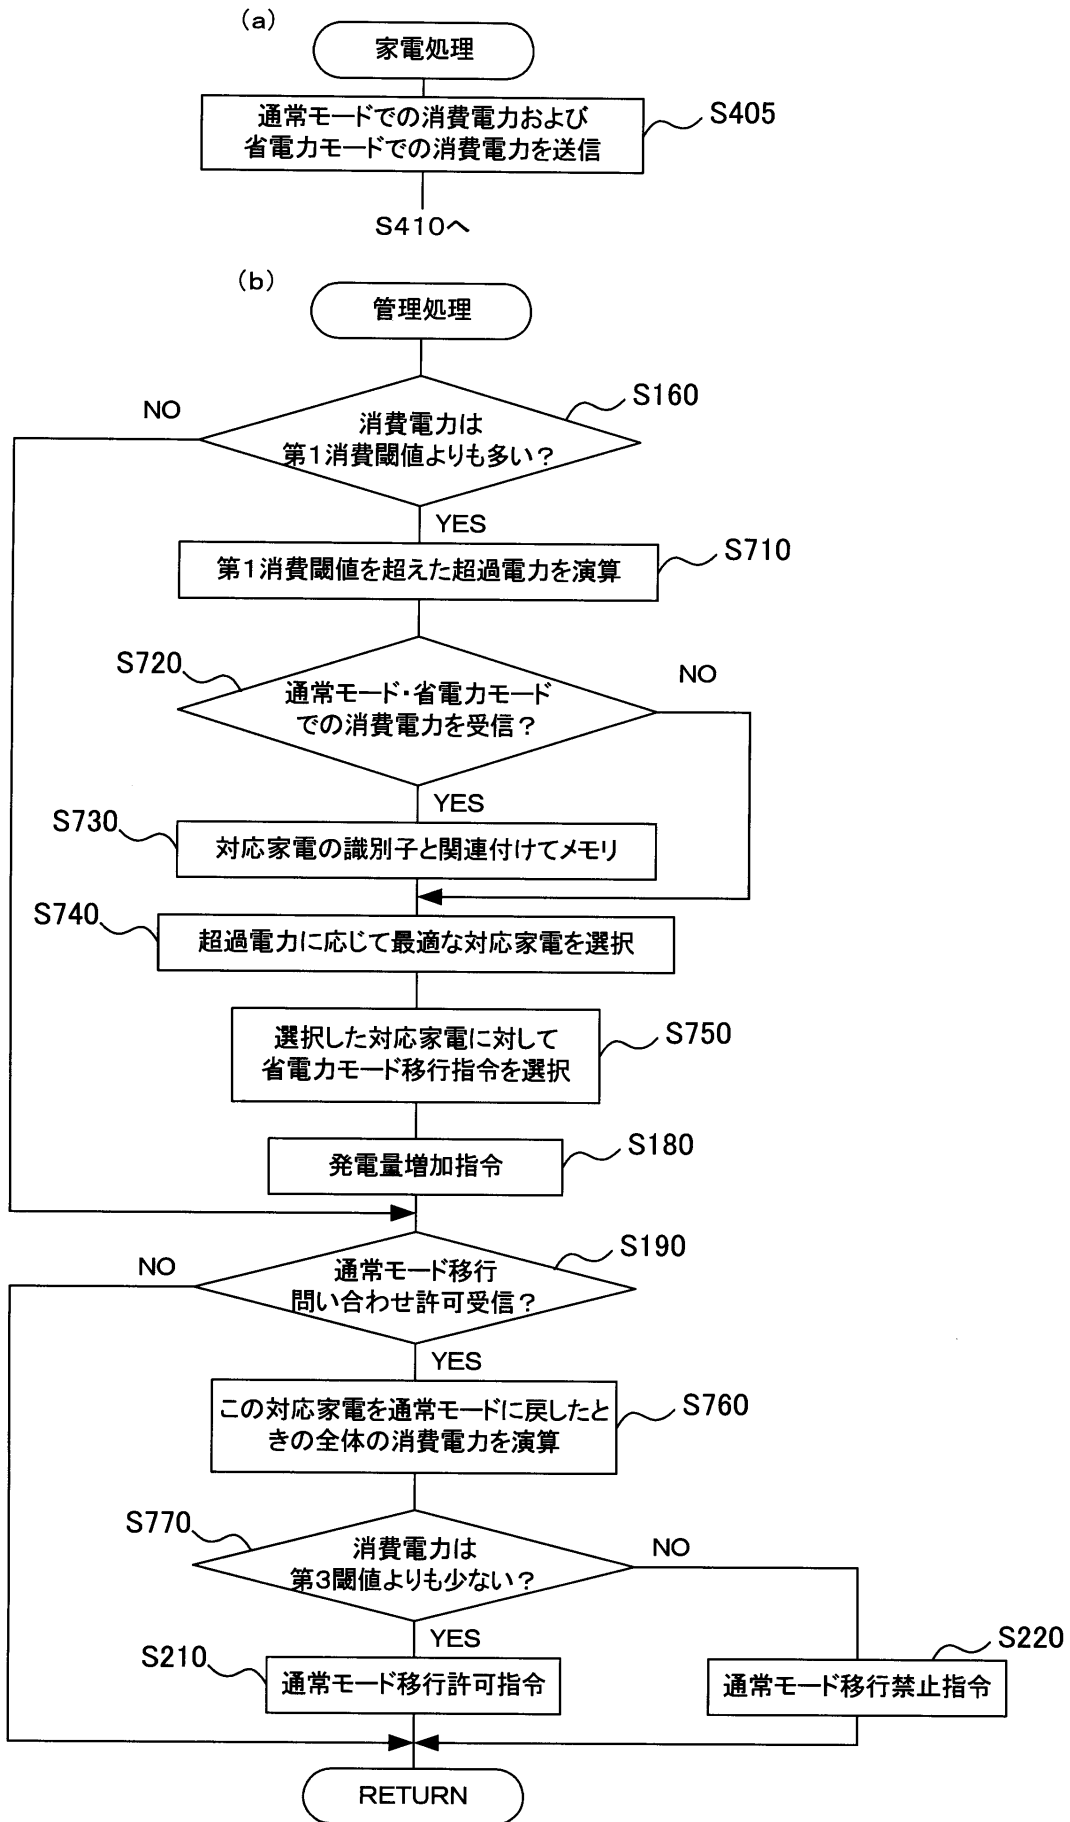 (a)
家電処理
通常モードでの消費電力および
省電力モードでの消費電力を送信
S405
S410へ
(b)
管理処理
S160
NO
消費電力は
第1消費閾値よりも多い?
YES
S710
第1消費閾値を超えた超過電力を演算
S720
NO
通常モード・省電力モード
での消費電力を受信?
YES
S730
対応家電の識別子と関連付けてメモリ
S740
超過電力に応じて最適な対応家電を選択
S750
選択した対応家電に対して
省電力モード移行指令を選択
S180
発電量増加指令
S190
NO
通常モード移行
問い合わせ許可受信?
YES
S760
この対応家電を通常モードに戻したと
きの全体の消費電力を演算
S770
NO
消費電力は
第3閾値よりも少ない?
YES
S210
通常モード移行許可指令
S220
通常モード移行禁止指令
RETURN